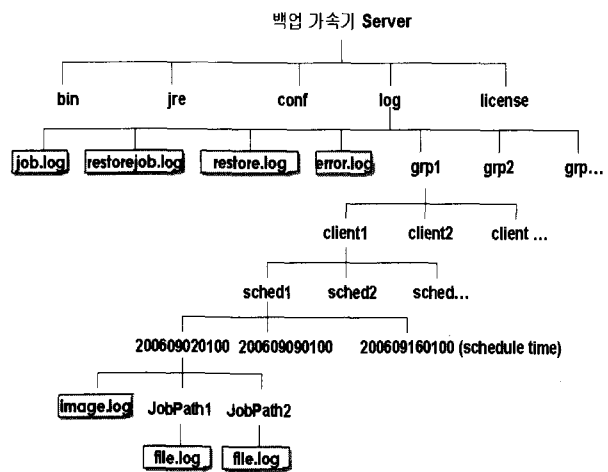 백업 가속기 Server
bin jre conf log license
job.log restorejob.log restore.log error.log grp1 grp2 grp...
client1 client2 client ...
sched1 sched2 sched...
200609020100 200609090100 200609160100 (schedule time)
image.log JobPath1 JobPath2
file.log file.log